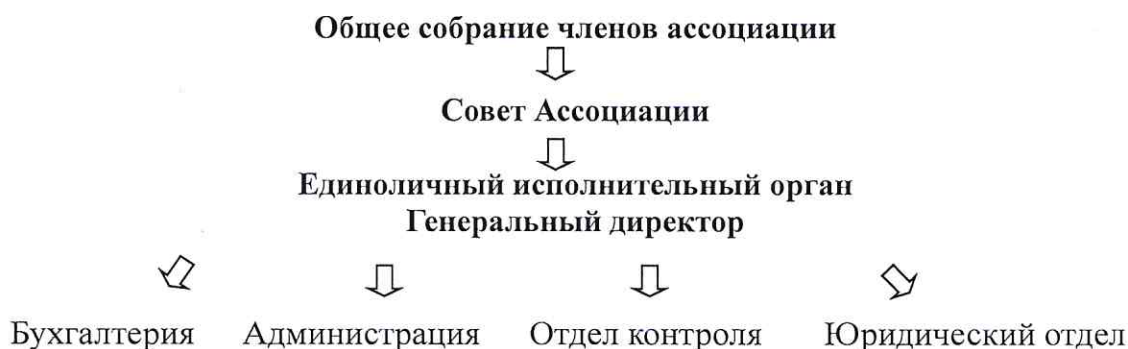 Общее собрание членов ассоциации
Совет Ассоциации
Единоличный исполнительный орган
Генеральный директор
Бухгалтерия Администрация Отдел контроля Юридический отдел